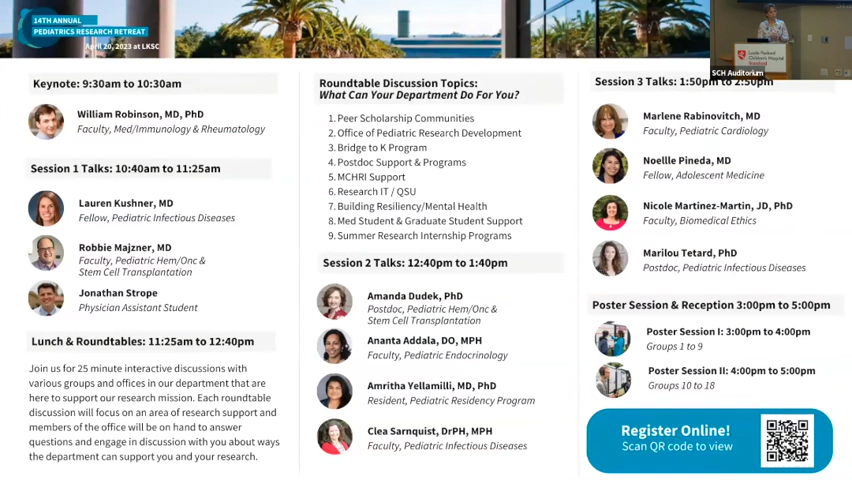 14TH ANNUAL
PEDIATRICS RESEARCH RETREAT
April 20, 2023 at LKSC
Keynote: 9:30am to 10:30am
William Robinson, MD, PhD
Faculty, Med/Immunology & Rheumatology
Session 1 Talks: 10:40am to 11:25am
Lauren Kushner, MD
Fellow, Pediatric Infectious Diseases
Robbie Majzner, MD
Faculty, Pediatric Hem/Onc &
Stem Cell Transplantation
Jonathan Strope
Physician Assistant Student
Lunch & Roundtables: 11:25am to 12:40pm
Join us for 25 minute interactive discussions with
various groups and offices in our department that are
here to support our research mission. Each roundtable
discussion will focus on an area of research support and
members of the office will be on hand to answer
questions and engage in discussion with you about ways
the department can support you and your research.
Roundtable Discussion Topics:
What Can Your Department Do For You?
1. Peer Scholarship Communities
2. Office of Pediatric Research Development
3. Bridge to K Program
4. Postdoc Support & Programs
5. MCHRI Support
6. Research IT / QSU
7. Building Resiliency/Mental Health
8. Med Student & Graduate Student Support
9. Summer Research Internship Programs
Session 2 Talks: 12:40pm to 1:40pm
Amanda Dudek, PhD
Postdoc, Pediatric Hem/Onc &
Stem Cell Transplantation
Ananta Addala, DO, MPH
Faculty, Pediatric Endocrinology
Amritha Yellamilli, MD, PhD
Resident, Pediatric Residency Program
Clea Sarnquist, DrPH, MPH
Faculty, Pediatric Infectious Diseases
Lucile Packard
Children's Hospital
Stanford
SCH Auditorium
Session 3 Talks: 1:50pm to 2:50pm
Marlene Rabinovitch, MD
Faculty, Pediatric Cardiology
Noellle Pineda, MD
Fellow, Adolescent Medicine
Nicole Martinez-Martin, JD, PhD
Faculty, Biomedical Ethics
Marilou Tetard, PhD
Postdoc, Pediatric Infectious Diseases
Poster Session & Reception 3:00pm to 5:00pm
Poster Session I: 3:00pm to 4:00pm
Groups 1 to 9
Poster Session II: 4:00pm to 5:00pm
Groups 10 to 18
Register Online!
Scan QR code to view